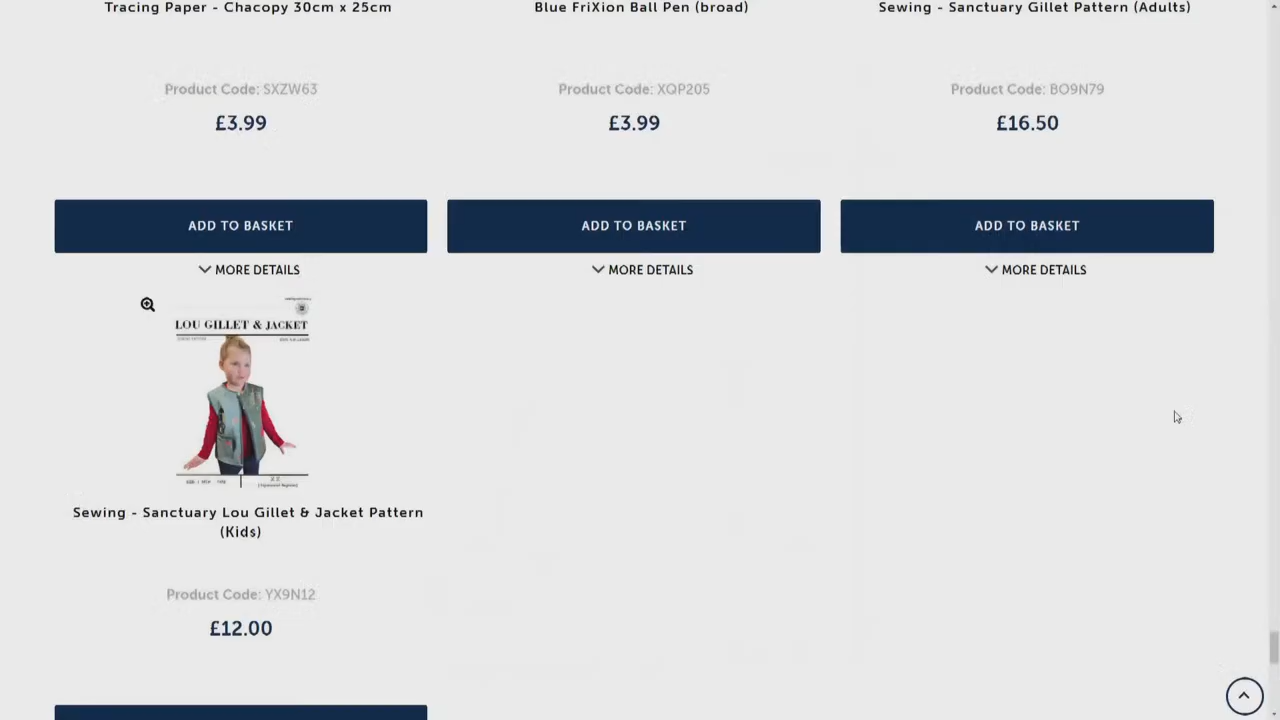 Tracing Paper - Chacopy 30cm x 25cm
Blue FriXion Ball Pen (broad)
Sewing - Sanctuary Gillet Pattern (Adults)
Product Code: SXZW63
Product Code: XQP205
Product Code: BO9N79
£3.99
£3.99
£16.50
ADD TO BASKET
ADD TO BASKET
ADD TO BASKET
MORE DETAILS
MORE DETAILS
MORE DETAILS
LOU GILLET & JACKET
Sewing - Sanctuary Lou Gillet & Jacket Pattern
(Kids)
Product Code: YX9N12
£12.00